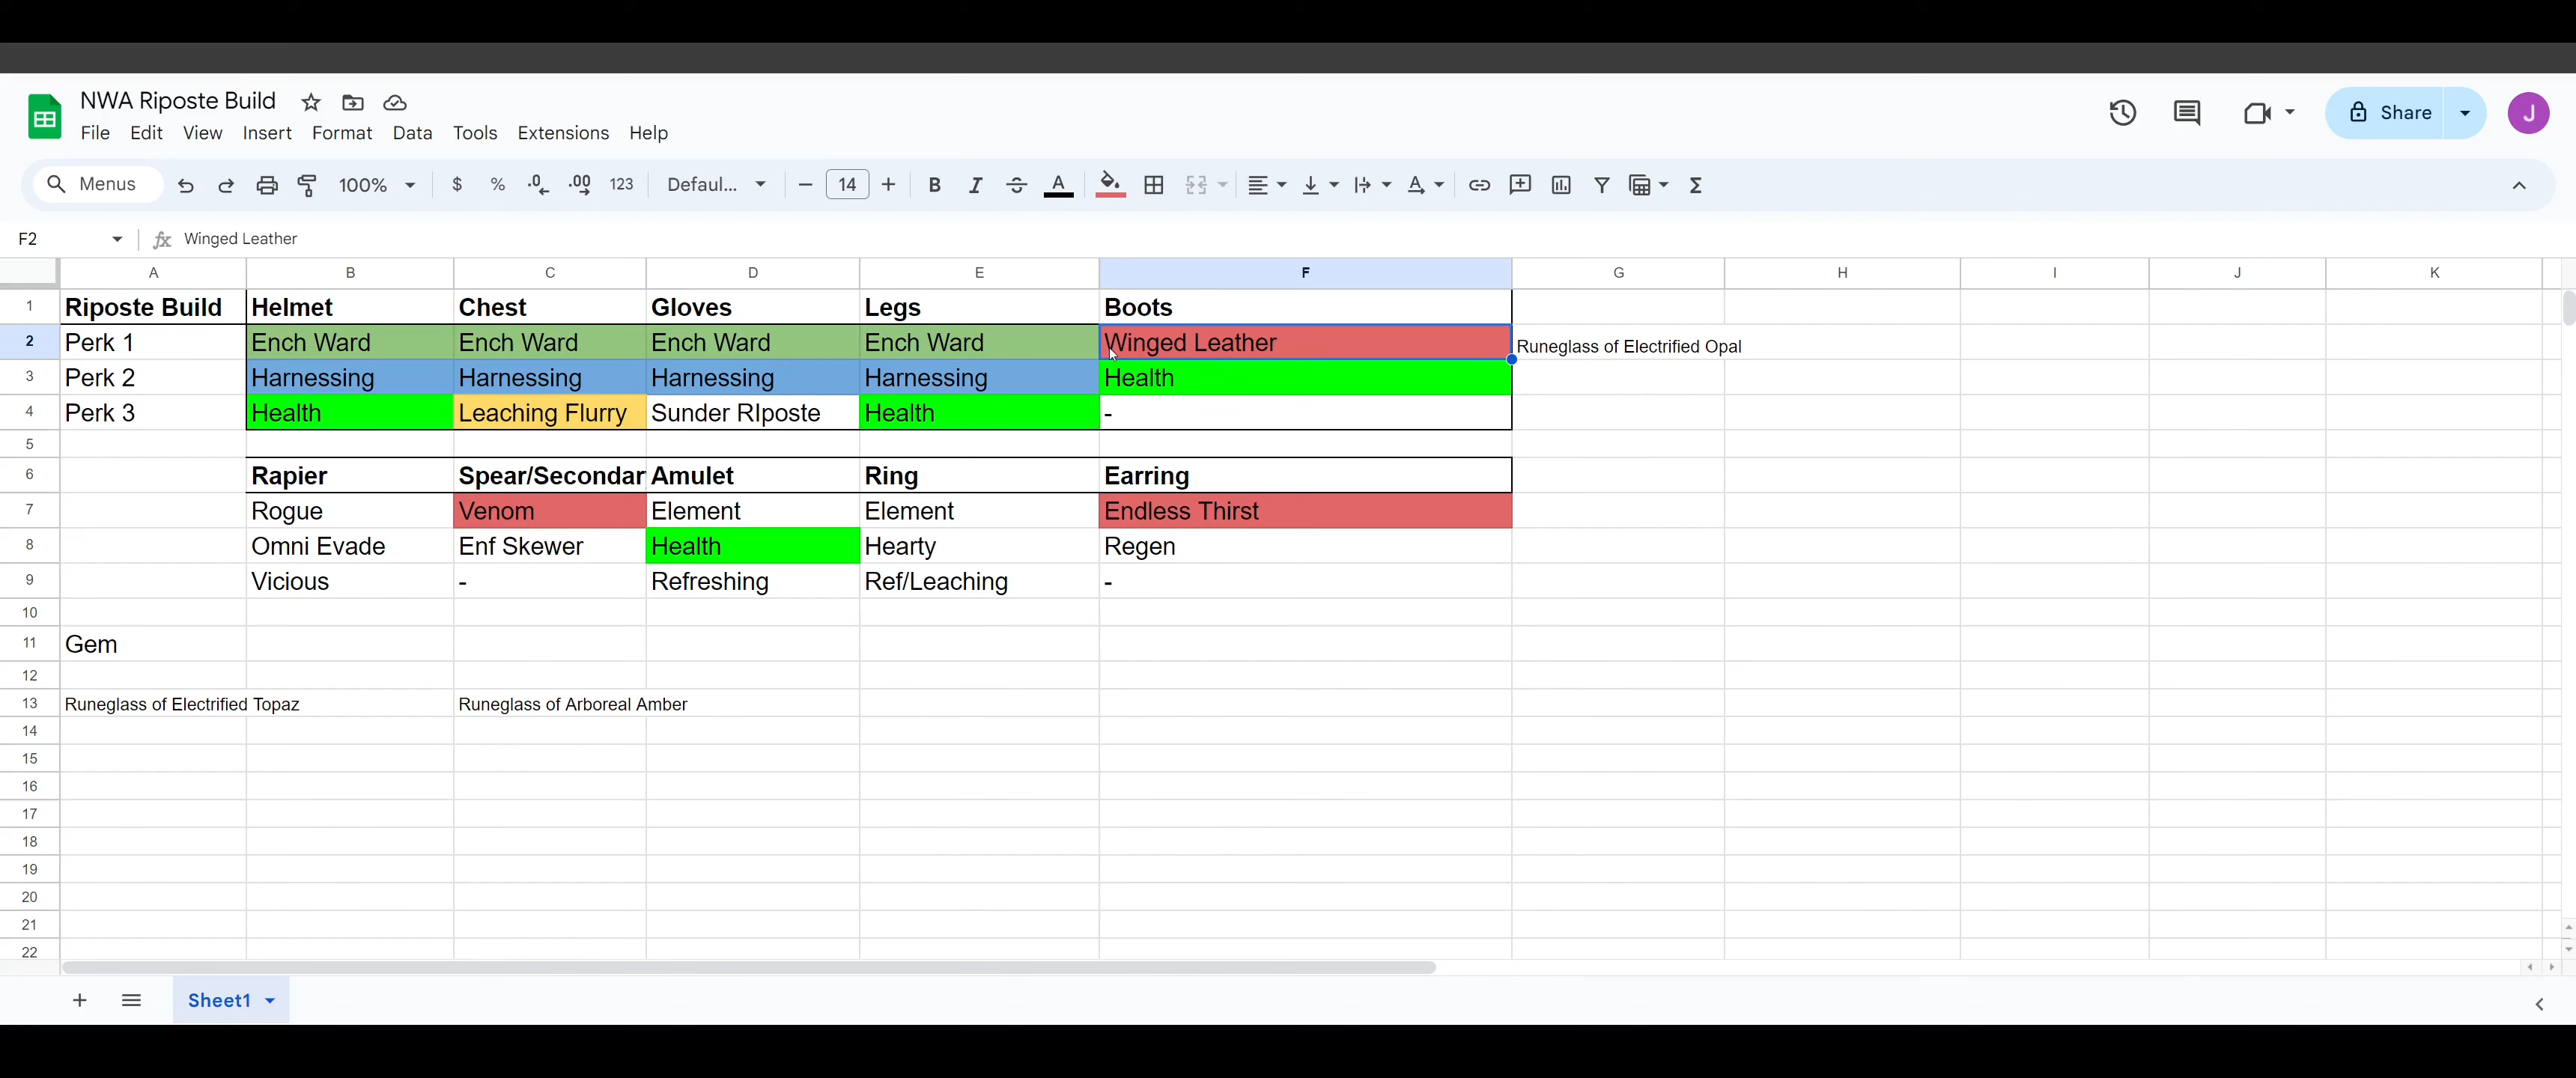 NWA Riposte Build
File Edit View Insert Format Data Tools Extensions Help
Share
J
Menus 100% $ % .0 .00 123 Defaul... 14 B I S A A Σ
F2 fx Winged Leather
A B C D E F G H I J K
1 Riposte Build Helmet Chest Gloves Legs Boots
2 Perk 1 Ench Ward Ench Ward Ench Ward Ench Ward Winged Leather Runeglass of Electrified Opal
3 Perk 2 Harnessing Harnessing Harnessing Harnessing Health
4 Perk 3 Health Leaching Flurry Sunder RIposte Health -
5
6 Rapier Spear/Secondar Amulet Ring Earring
7 Rogue Venom Element Element Endless Thirst
8 Omni Evade Enf Skewer Health Hearty Regen
9 Vicious - Refreshing Ref/Leaching -
10
11 Gem
12
13 Runeglass of Electrified Topaz Runeglass of Arboreal Amber
14
15
16
17
18
19
20
21
22
Sheet1